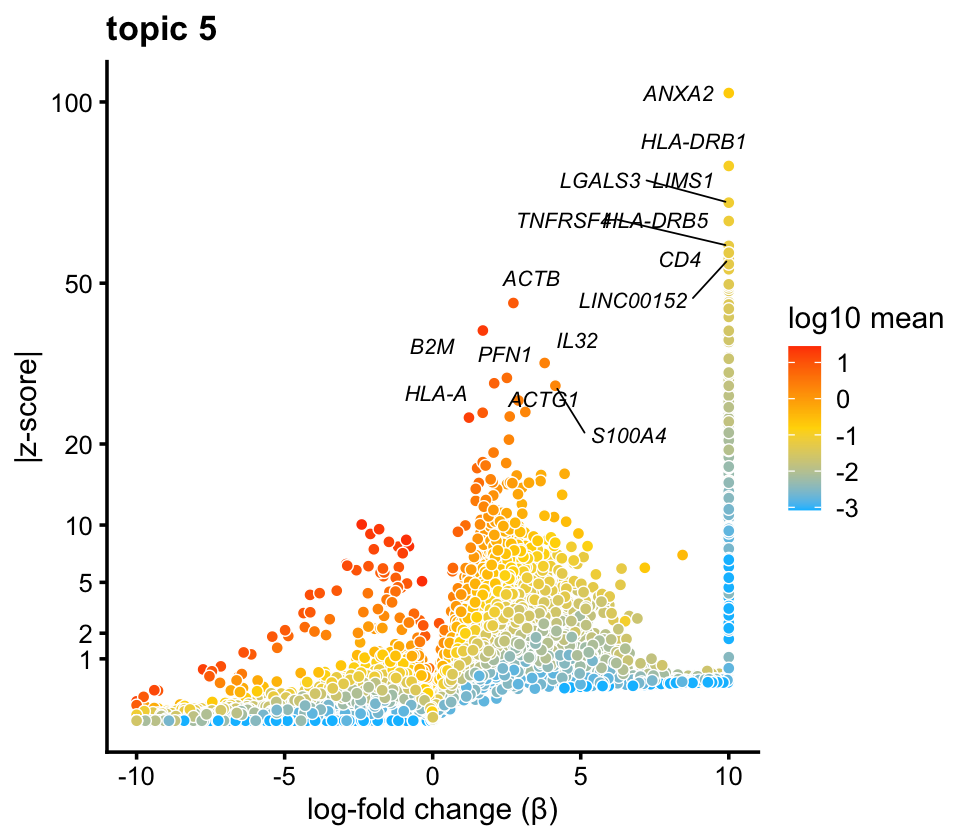 topic 5
ANXA2
HLA-DRB1
LGALS3 LIMS1
TNFRSF4 HLA-DRB5
CD4
LINC00152
ACTB
B2M
PFN1
IL32
HLA-A
ACTG1
S100A4
100
50
20
10
5
2
1
|z-score|
-10 -5 0 5 10
log-fold change (β)
log10 mean
1
0
-1
-2
-3